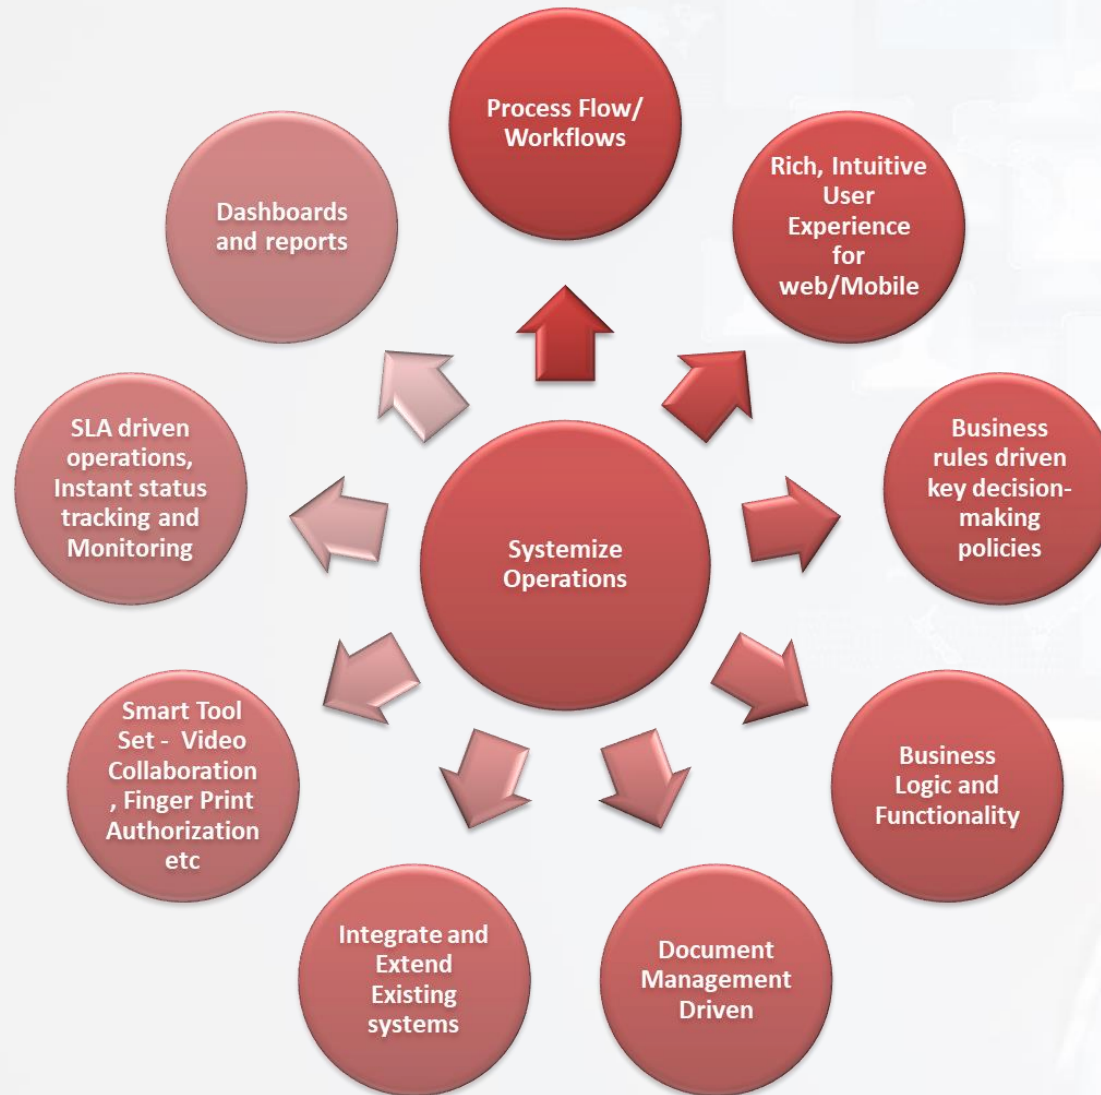 Process Flow/
Workflows
Rich, Intuitive
User
Experience
for
web/Mobile
Business
rules driven
key decision-
making
policies
Business
Logic and
Functionality
Document
Management
Driven
Integrate and
Extend
Existing
systems
Smart Tool
Set -  Video
Collaboration
, Finger Print
Authorization
etc
SLA driven
operations,
Instant status
tracking and
Monitoring
Dashboards
and reports
Systemize
Operations